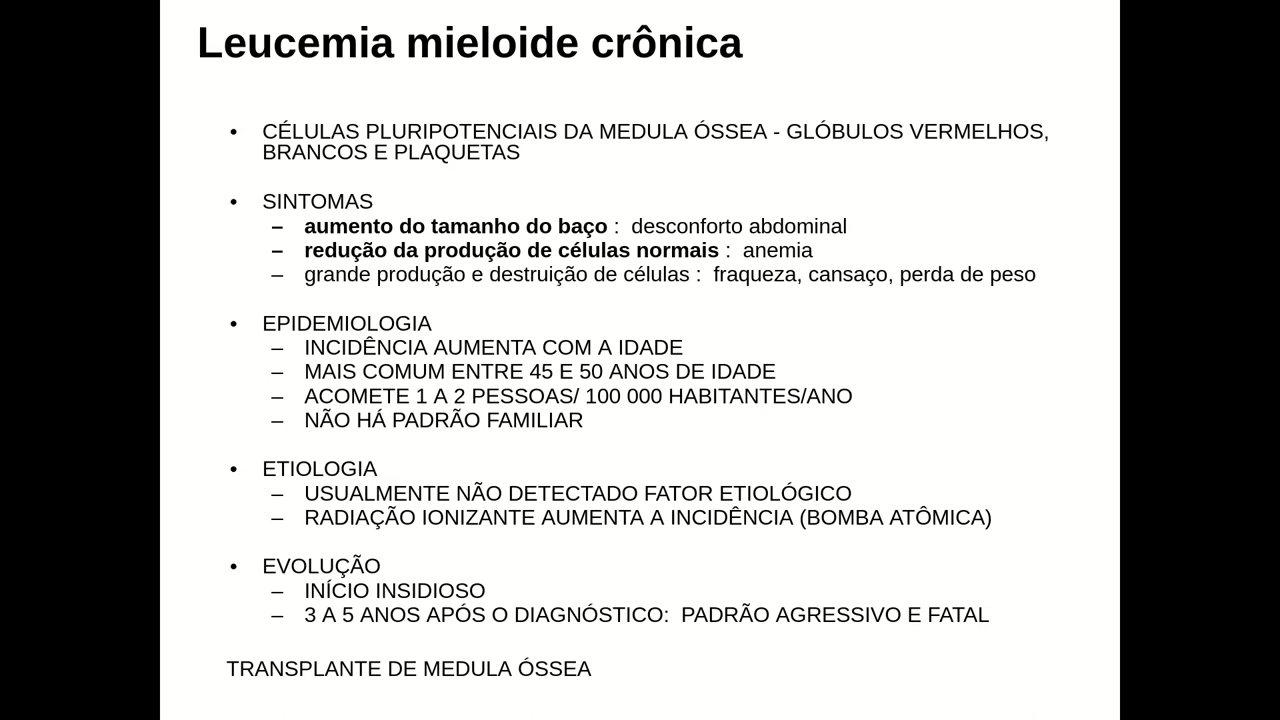 Leucemia mieloide crônica
• CÉLULAS PLURIPOTENCIAIS DA MEDULA ÓSSEA - GLÓBULOS VERMELHOS,
BRANCOS E PLAQUETAS
• SINTOMAS
– aumento do tamanho do baço : desconforto abdominal
– redução da produção de células normais : anemia
– grande produção e destruição de células : fraqueza, cansaço, perda de peso
• EPIDEMIOLOGIA
– INCIDÊNCIA AUMENTA COM A IDADE
– MAIS COMUM ENTRE 45 E 50 ANOS DE IDADE
– ACOMETE 1 A 2 PESSOAS/ 100 000 HABITANTES/ANO
– NÃO HÁ PADRÃO FAMILIAR
• ETIOLOGIA
– USUALMENTE NÃO DETECTADO FATOR ETIOLÓGICO
– RADIAÇÃO IONIZANTE AUMENTA A INCIDÊNCIA (BOMBA ATÔMICA)
• EVOLUÇÃO
– INÍCIO INSIDIOSO
– 3 A 5 ANOS APÓS O DIAGNÓSTICO: PADRÃO AGRESSIVO E FATAL
TRANSPLANTE DE MEDULA ÓSSEA